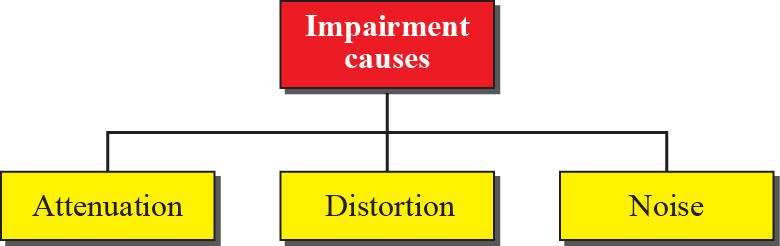 Impairment
causes
Attenuation
Distortion
Noise